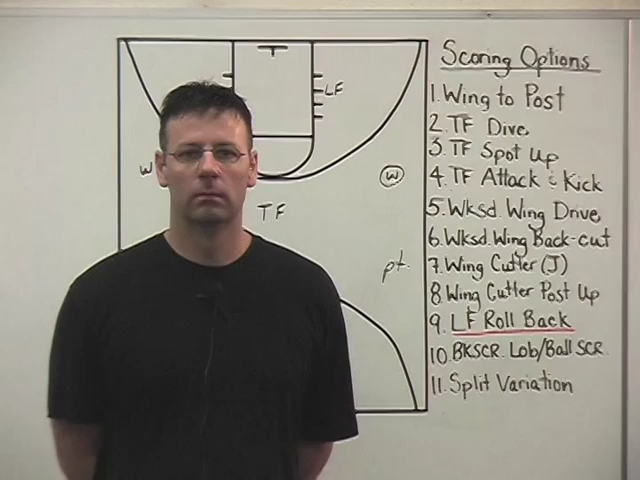 Scoring Options
1. Wing to Post
2. TF Dive
3. TF Spot Up
4. TF Attack & Kick
5. Wksd. Wing Drive
6. Wksd. Wing Back-cut
7. Wing Cutler (J)
8. Wing Cutler Post Up
9. LF Roll Back
10. BKSCR. Lob/Ball SCR.
11. Split Variation
LF
W
W
TF
pt.